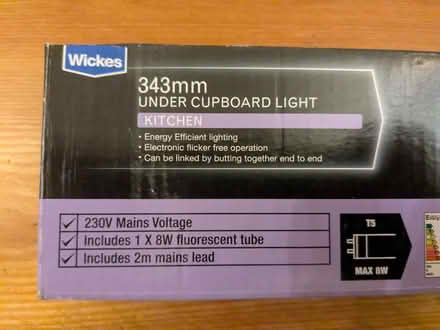 Wickes
343mm
UNDER CUPBOARD LIGHT
KITCHEN
• Energy Efficient lighting
• Electronic flicker free operation
• Can be linked by butting together end to end
✓ 230V Mains Voltage
✓ Includes 1 X 8W fluorescent tube
✓ Includes 2m mains lead
T5
MAX 8W